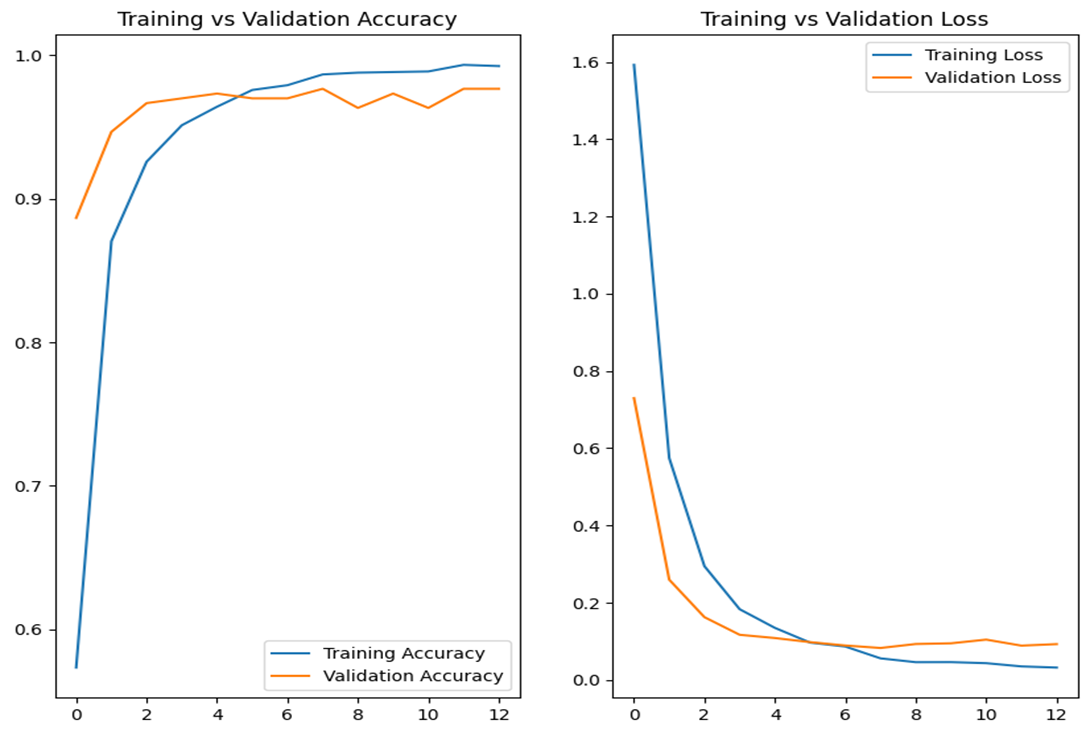 Training vs Validation Accuracy
1.0
0.9
0.8
0.7
0.6
Training Accuracy
Validation Accuracy
0 2 4 6 8 10 12
Training vs Validation Loss
Training Loss
Validation Loss
1.6
1.4
1.2
1.0
0.8
0.6
0.4
0.2
0.0
0 2 4 6 8 10 12